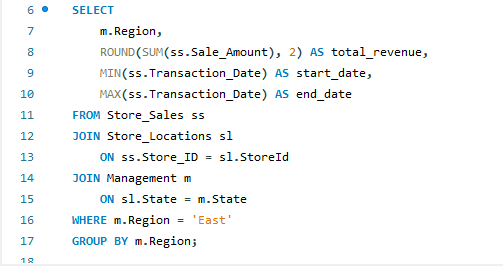 6 SELECT
7 m.Region,
8 ROUND(SUM(ss.Sale_Amount), 2) AS total_revenue,
9 MIN(ss.Transaction_Date) AS start_date,
10 MAX(ss.Transaction_Date) AS end_date
11 FROM Store_Sales ss
12 JOIN Store_Locations sl
13 ON ss.Store_ID = sl.StoreId
14 JOIN Management m
15 ON sl.State = m.State
16 WHERE m.Region = 'East'
17 GROUP BY m.Region;
18